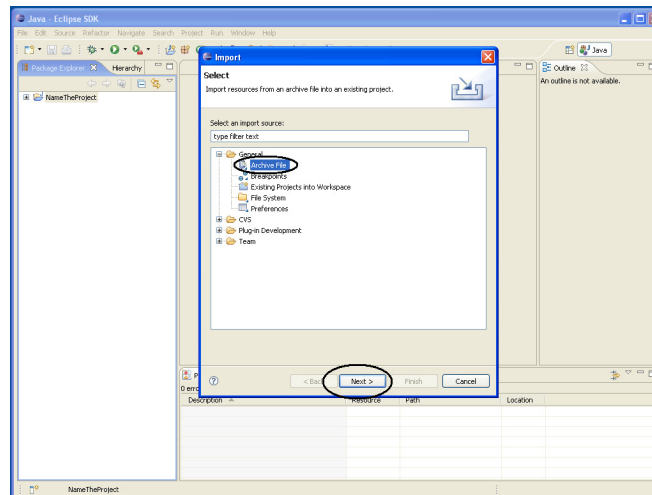 Java - Eclipse SDK
File Edit Source Refactor Navigate Search Project Run Window Help
Java
Package Explorer Hierarchy
NameTheProject
Outline
An outline is not available.
Import
Select
Import resources from an archive file into an existing project.
Select an import source:
type filter text
General
Archive File
Breakpoints
Existing Projects into Workspace
File System
Preferences
CVS
Plug-in Development
Team
? < Back Next > Finish Cancel
P
0 erro
Description Resource Path Location
NameTheProject